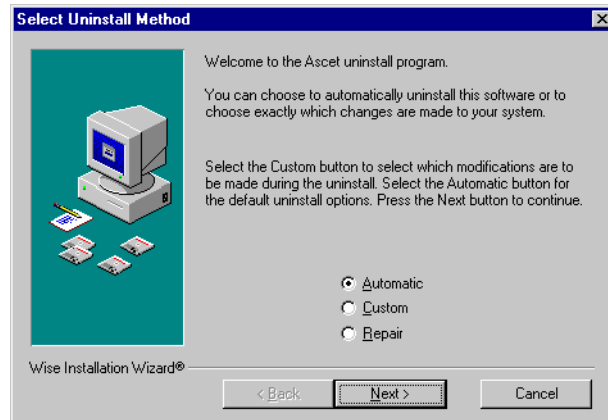 Select Uninstall Method
Welcome to the Ascet uninstall program.
You can choose to automatically uninstall this software or to
choose exactly which changes are made to your system.
Select the Custom button to select which modifications are to
be made during the uninstall. Select the Automatic button for
the default uninstall options. Press the Next button to continue.
Automatic
Custom
Repair
Wise Installation Wizard®
< Back
Next >
Cancel